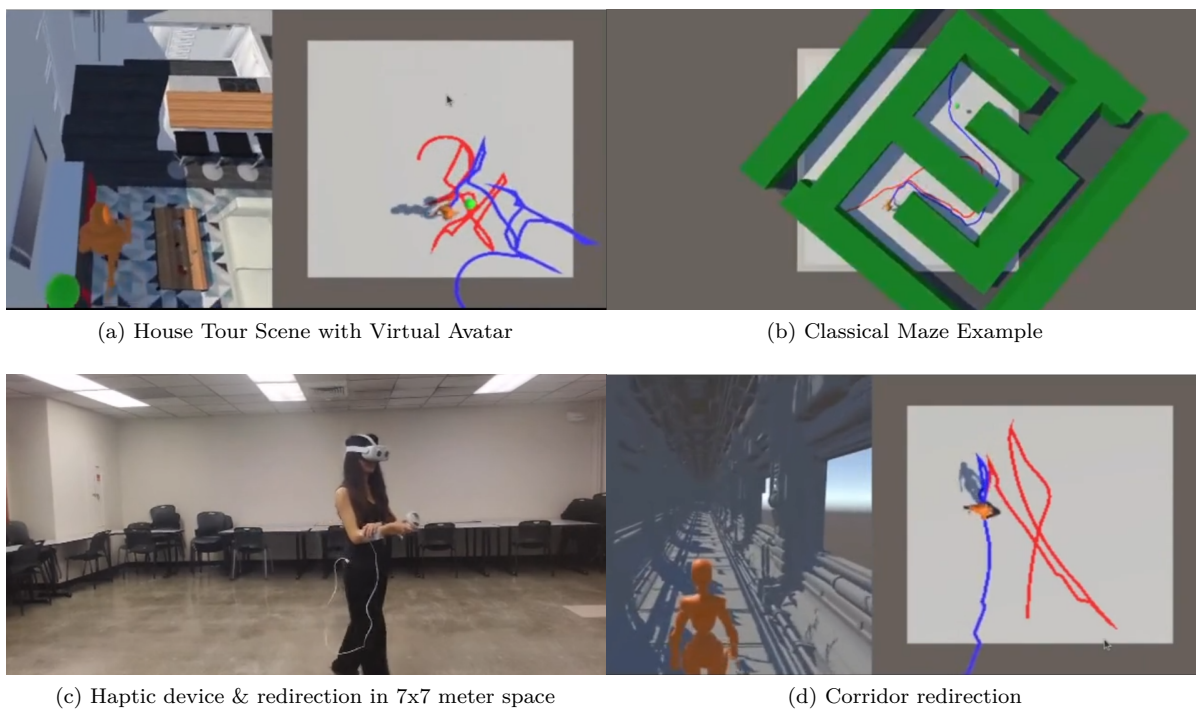 (a) House Tour Scene with Virtual Avatar
(b) Classical Maze Example
(c) Haptic device & redirection in 7x7 meter space
(d) Corridor redirection